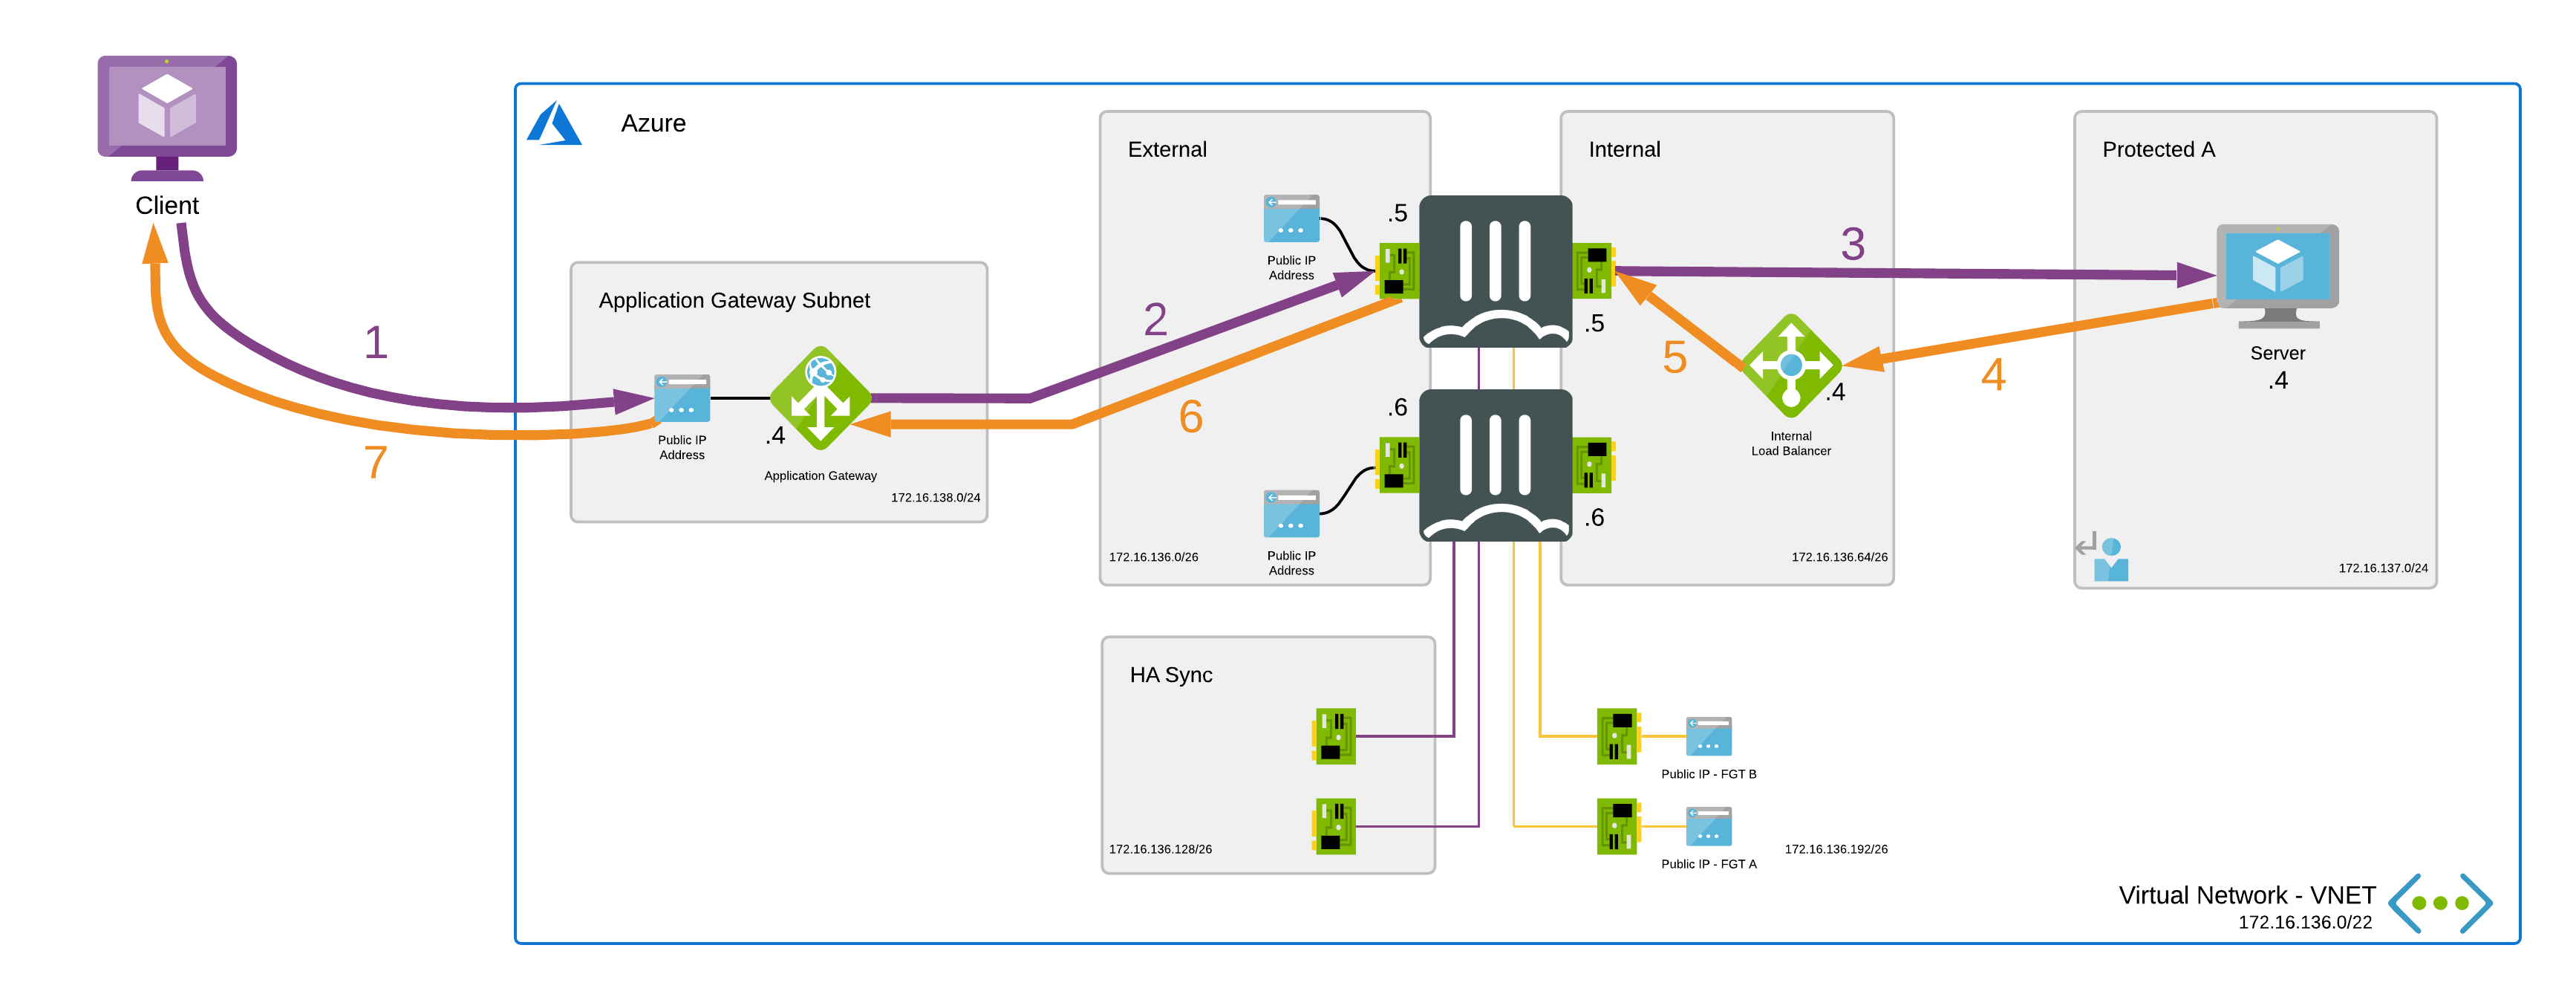 Client
1
7
Azure
Application Gateway Subnet
Public IP
Address
.4
Application Gateway
172.16.138.0/24
2
6
External
.5
Public IP
Address
.6
Public IP
Address
172.16.136.0/26
Internal
.5
.6
5
.4
Internal
Load Balancer
172.16.136.64/26
3
4
Protected A
Server
.4
172.16.137.0/24
HA Sync
172.16.136.128/26
Public IP - FGT B
Public IP - FGT A
172.16.136.192/26
Virtual Network - VNET
172.16.136.0/22